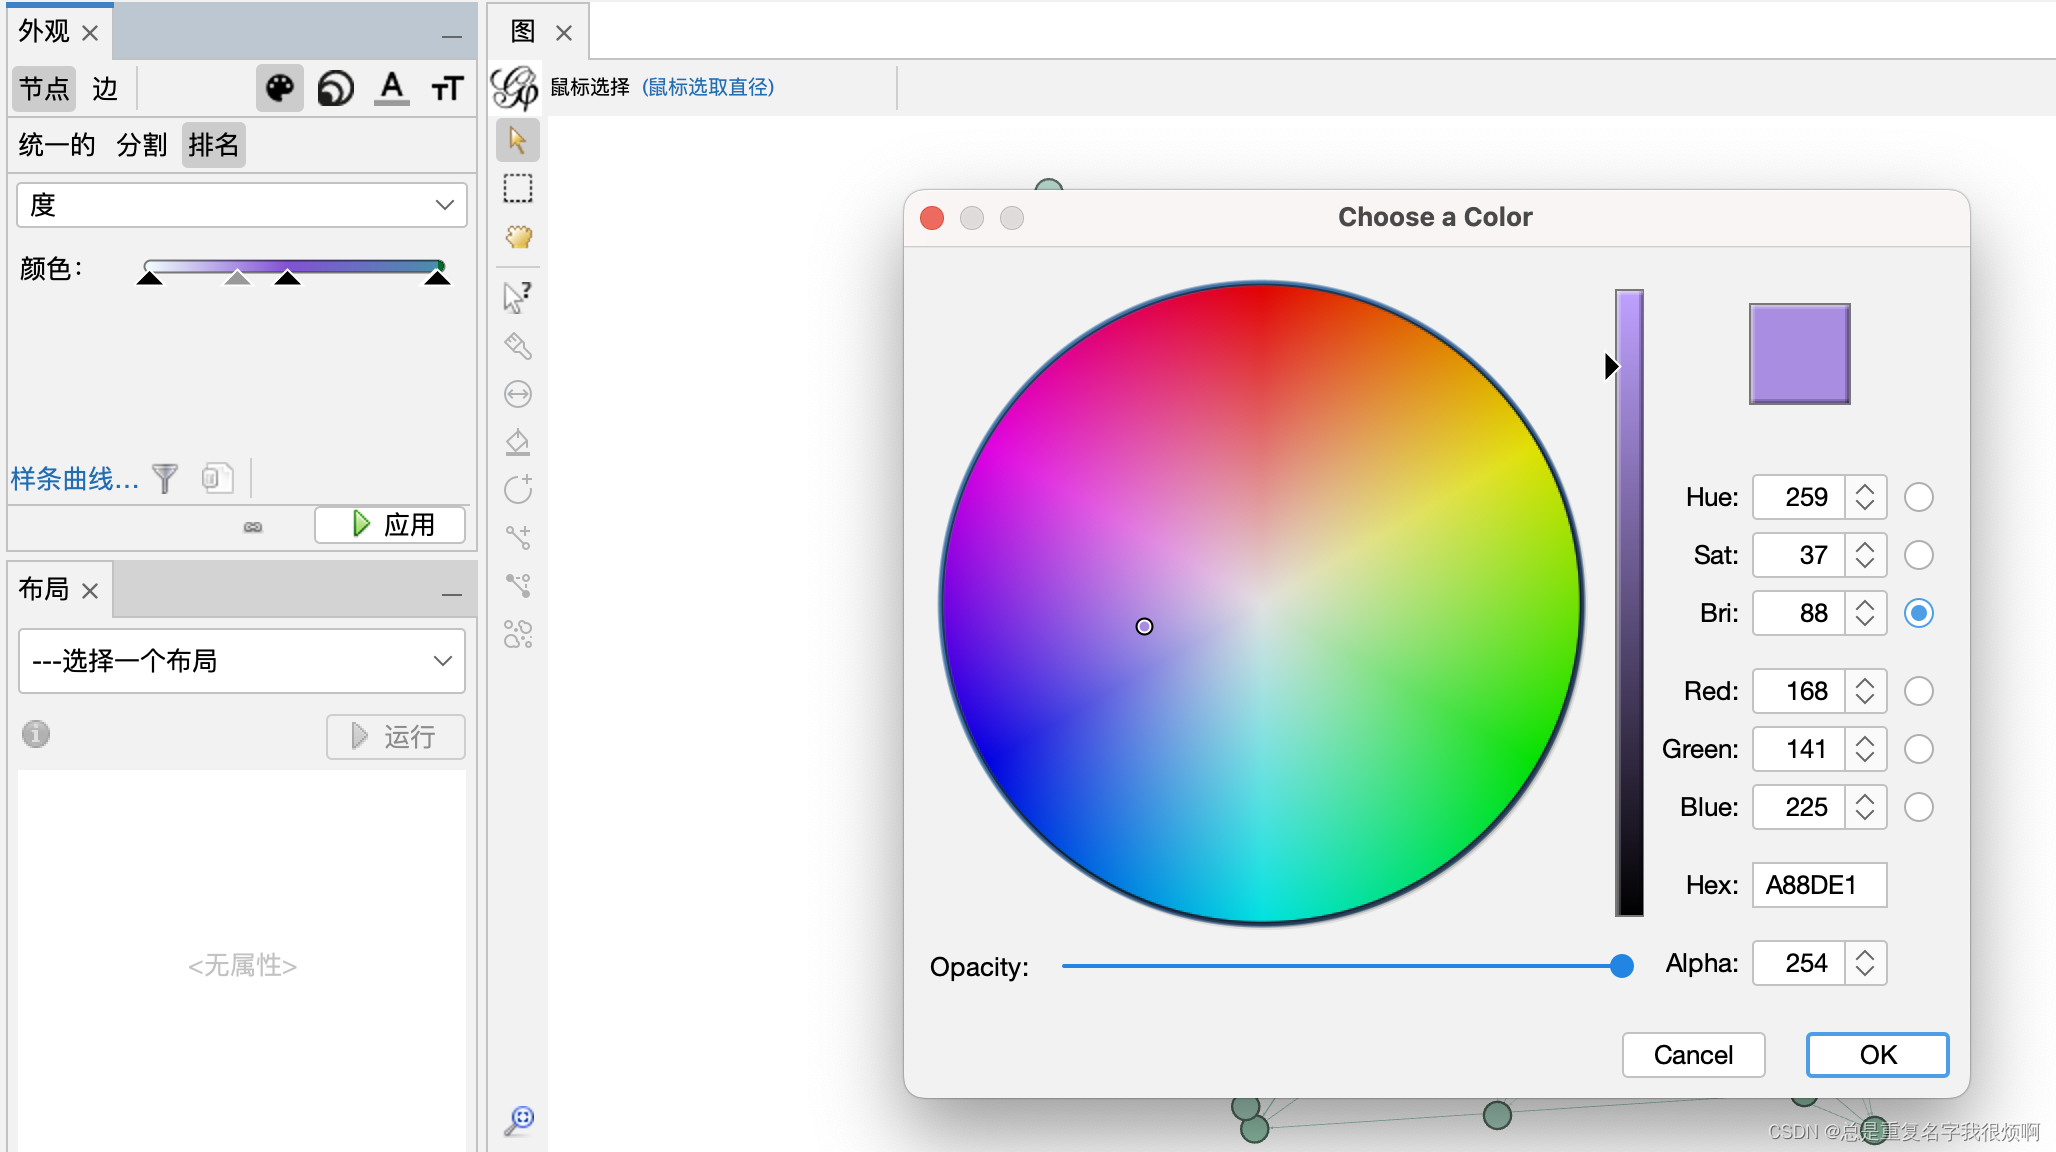 外观
节点 边 A TT
统一的 分割 排名
度
颜色：
样条曲线...
应用
布局
---选择一个布局
运行
<无属性>
图
鼠标选择 (鼠标选取直径)
Choose a Color
Hue: 259
Sat: 37
Bri: 88
Red: 168
Green: 141
Blue: 225
Hex: A88DE1
Opacity: Alpha: 254
Cancel OK
CSDN @总是重复名字我很烦啊